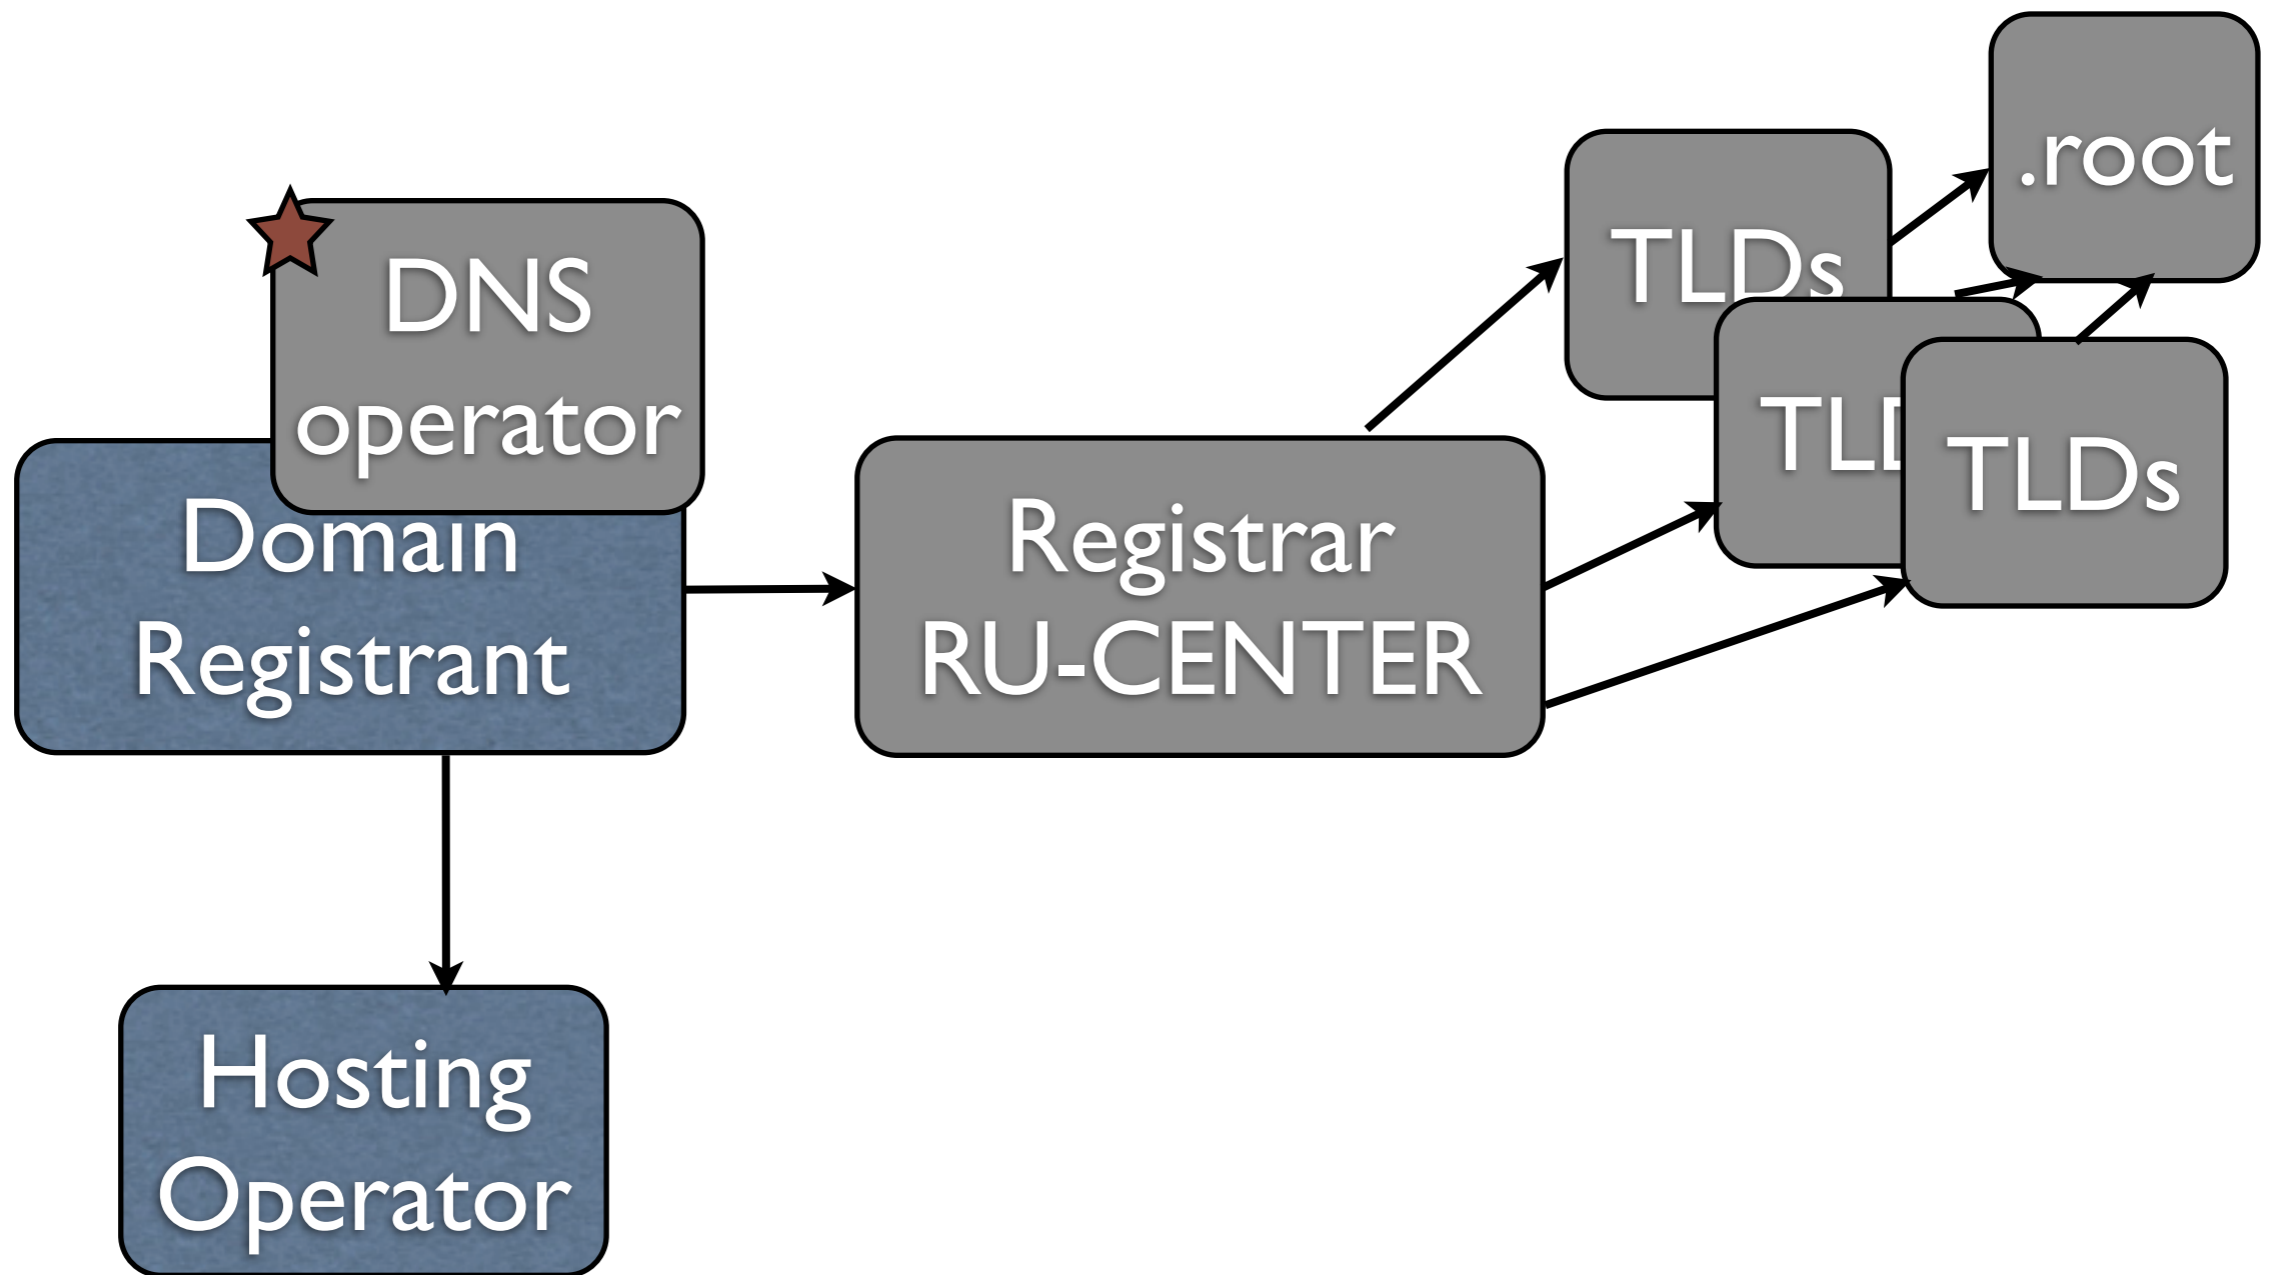 DNS
operator
Domain
Registrant
Registrar
RU-CENTER
TLDs
TLDs
.root
Hosting
Operator